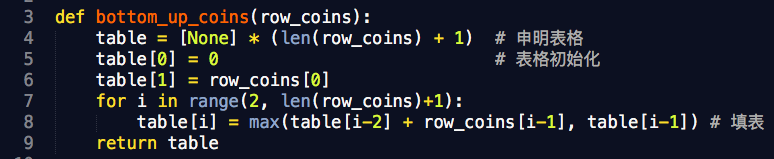 3 def bottom_up_coins(row_coins):
4     table = [None] * (len(row_coins) + 1)  # 申明表格
5     table[0] = 0                           # 表格初始化
6     table[1] = row_coins[0]
7     for i in range(2, len(row_coins)+1):
8         table[i] = max(table[i-2] + row_coins[i-1], table[i-1]) # 填表
9     return table